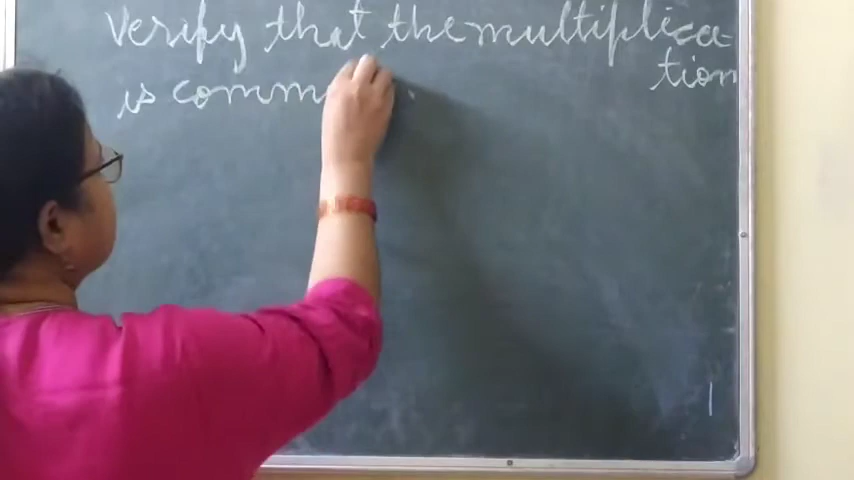 Verify that the multiplica-
tion
is comm